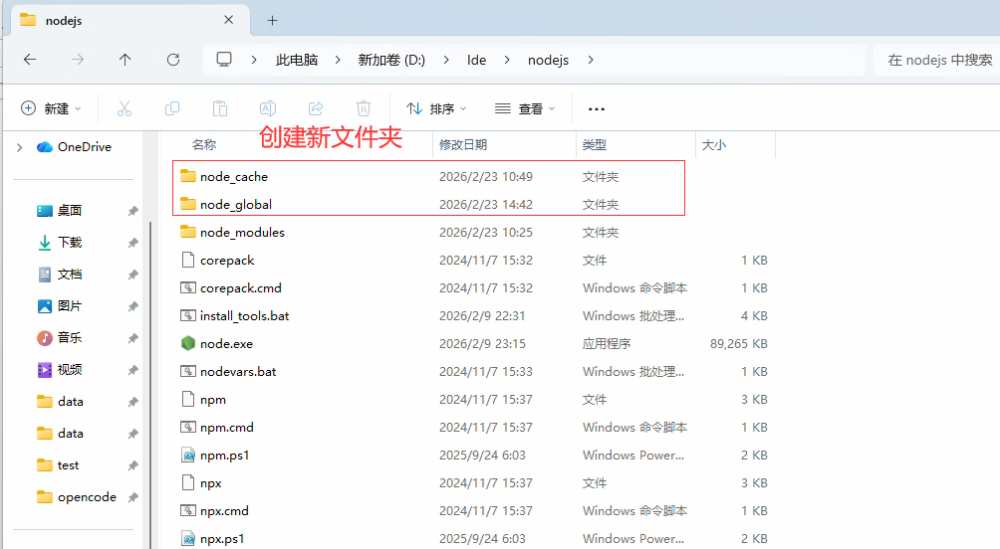 nodejs
此电脑 新加卷 (D:) Ide nodejs
在 nodejs 中搜索
新建 排序 查看
创建新文件夹
名称 修改日期 类型 大小
OneDrive
桌面
下载
文档
图片
音乐
视频
data
data
test
opencode
node_cache 2026/2/23 10:49 文件夹
node_global 2026/2/23 14:42 文件夹
node_modules 2026/2/23 10:25 文件夹
corepack 2024/11/7 15:32 文件 1 KB
corepack.cmd 2024/11/7 15:32 Windows 命令脚本 1 KB
install_tools.bat 2026/2/9 22:31 Windows 批处理... 4 KB
node.exe 2026/2/9 23:15 应用程序 89,265 KB
nodevars.bat 2024/11/7 15:33 Windows 批处理... 1 KB
npm 2024/11/7 15:37 文件 3 KB
npm.cmd 2024/11/7 15:37 Windows 命令脚本 1 KB
npm.ps1 2025/9/24 6:03 Windows Power... 2 KB
npx 2024/11/7 15:37 文件 3 KB
npx.cmd 2024/11/7 15:37 Windows 命令脚本 1 KB
npx.ps1 2025/9/24 6:03 Windows Power... 2 KB